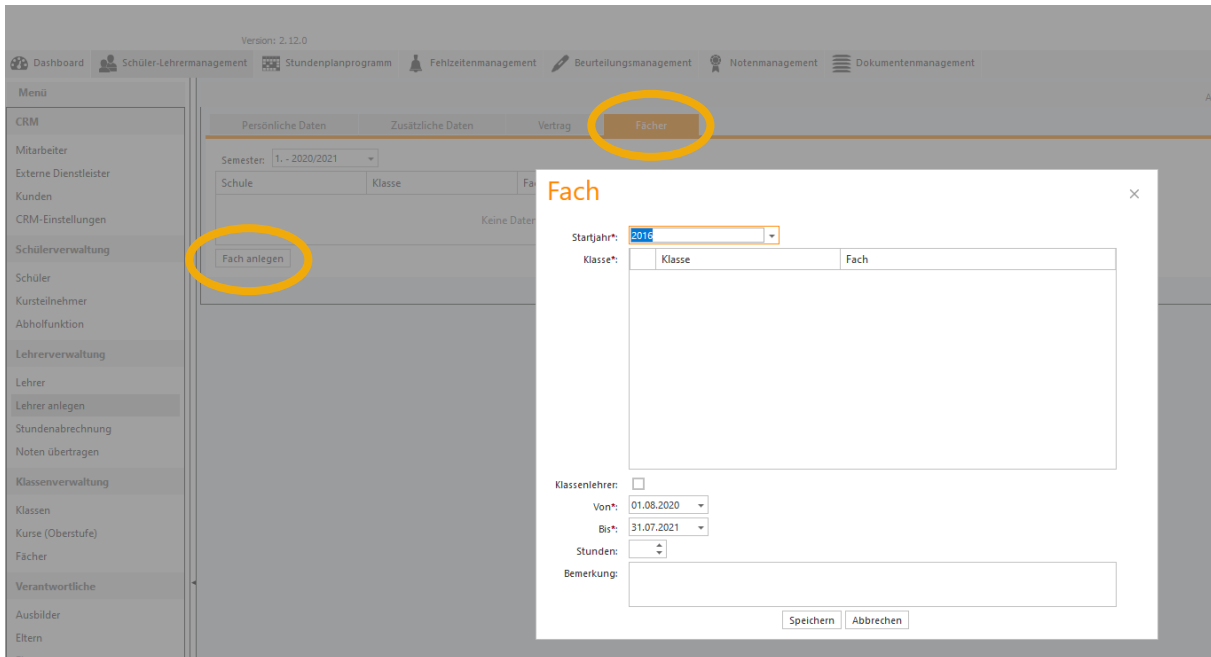 Version: 2.12.0
Dashboard Schüler-Lehrermanagement Stundenplanprogramm Fehlzeitenmanagement Beurteilungsmanagement Notenmanagement Dokumentenmanagement
Menü
A
CRM
Mitarbeiter
Externe Dienstleister
Kunden
CRM-Einstellungen
Schülerverwaltung
Schüler
Kursteilnehmer
Abholfunktion
Lehrerverwaltung
Lehrer
Lehrer anlegen
Stundenabrechnung
Noten übertragen
Klassenverwaltung
Klassen
Kurse (Oberstufe)
Fächer
Verantwortliche
Ausbilder
Eltern
Persönliche Daten Zusätzliche Daten Vertrag Fächer
Semester: 1. - 2020/2021
Schule Klasse Fa
Keine Daten
Fach anlegen
Fach
Startjahr*: 2016
Klasse*: Klasse Fach
Klassenlehrer:
Von*: 01.08.2020
Bis*: 31.07.2021
Stunden:
Bemerkung:
Speichern Abbrechen